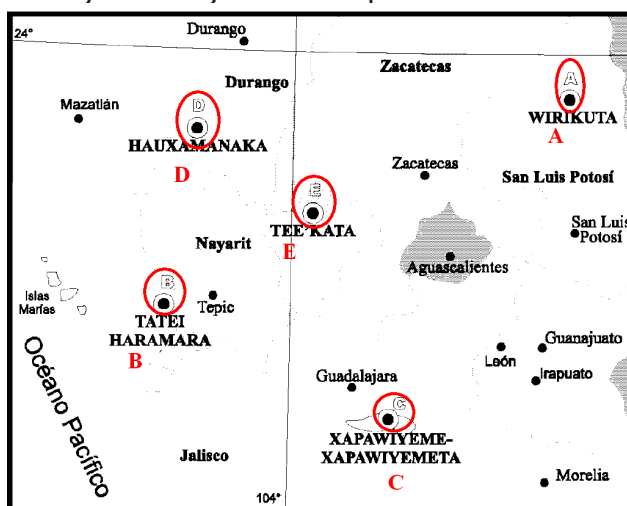 24°
Durango
Durango
Zacatecas
A
WIRIKUTA
A
Mazatlán
D
HAUXAMANAKA
D
Zacatecas
San Luis Potosí
E
TEE'KATA
E
San Luis
Potosí
Nayarit
Aguascalientes
B
Islas
Marías
Tepic
TATEI
HARAMARA
B
Océano Pacífico
León
Guanajuato
Irapuato
Guadalajara
C
XAPAWIYEME-
XAPAWIYEMETA
C
Jalisco
Morelia
104°